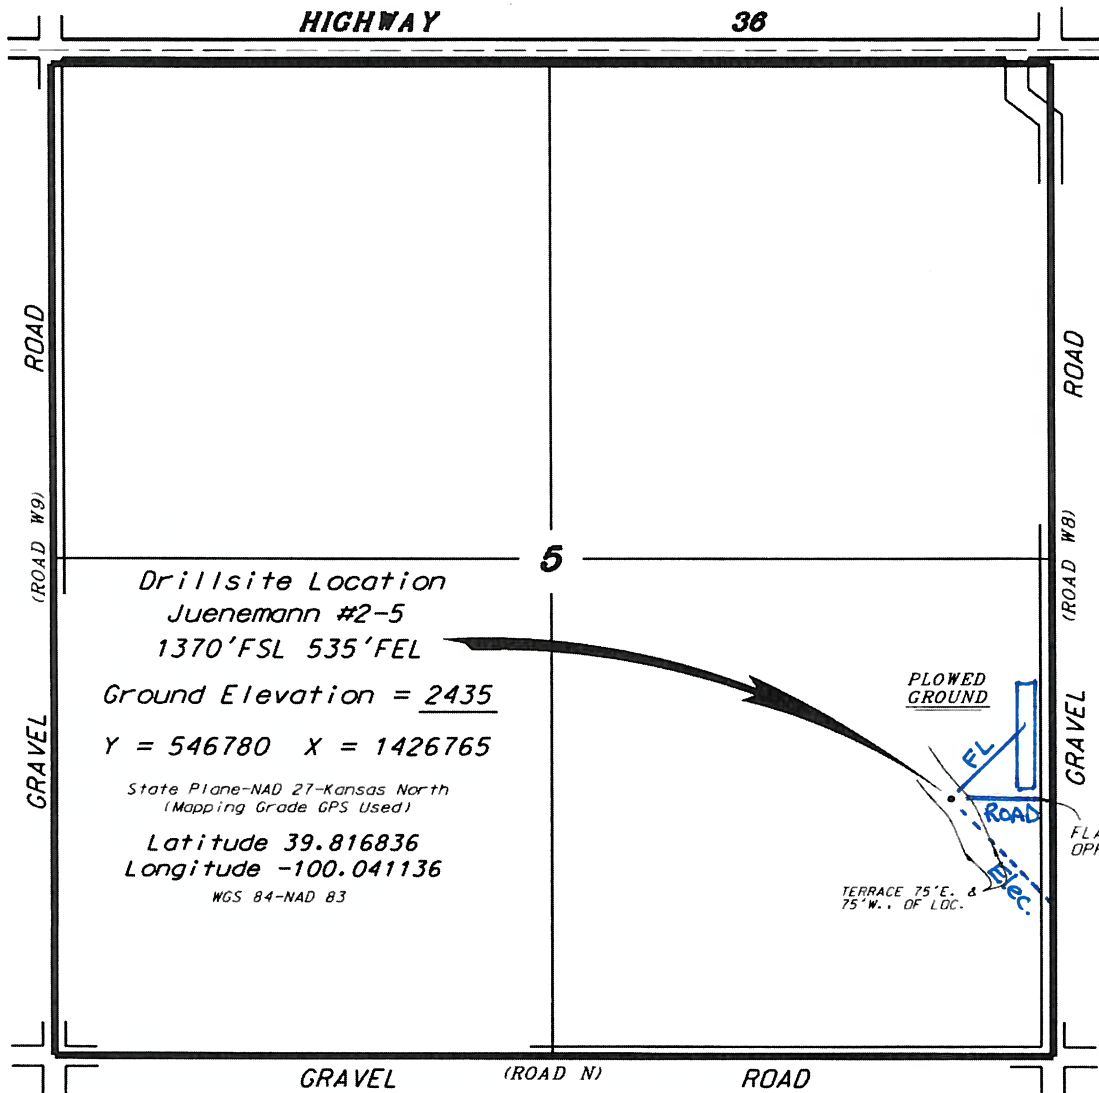 HIGHWAY 36
ROAD
ROAD
(ROAD W9)
(ROAD W8)
5
Drillsite Location
Juenemann #2-5
1370'FSL 535'FEL
Ground Elevation = 2435
Y = 546780 X = 1426765
State Plane-NAD 27-Kansas North
(Mapping Grade GPS Used)
Latitude 39.816836
Longitude -100.041136
WGS 84-NAD 83
PLOWED
GROUND
GRAVEL
GRAVEL
FL
ROAD
Elec.
TERRACE 75'E. &
75'W.. OF LOC.
GRAVEL (ROAD N) ROAD